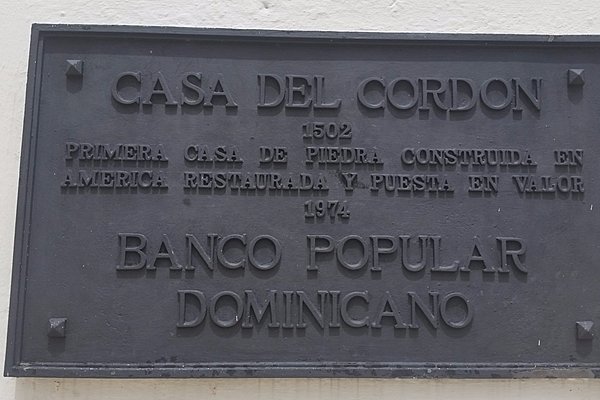 CASA DEL CORDON
1502
PRIMERA CASA DE PIEDRA CONSTRUIDA EN
AMERICA RESTAURADA Y PUESTA EN VALOR
1974
BANCO POPULAR
DOMINICANO